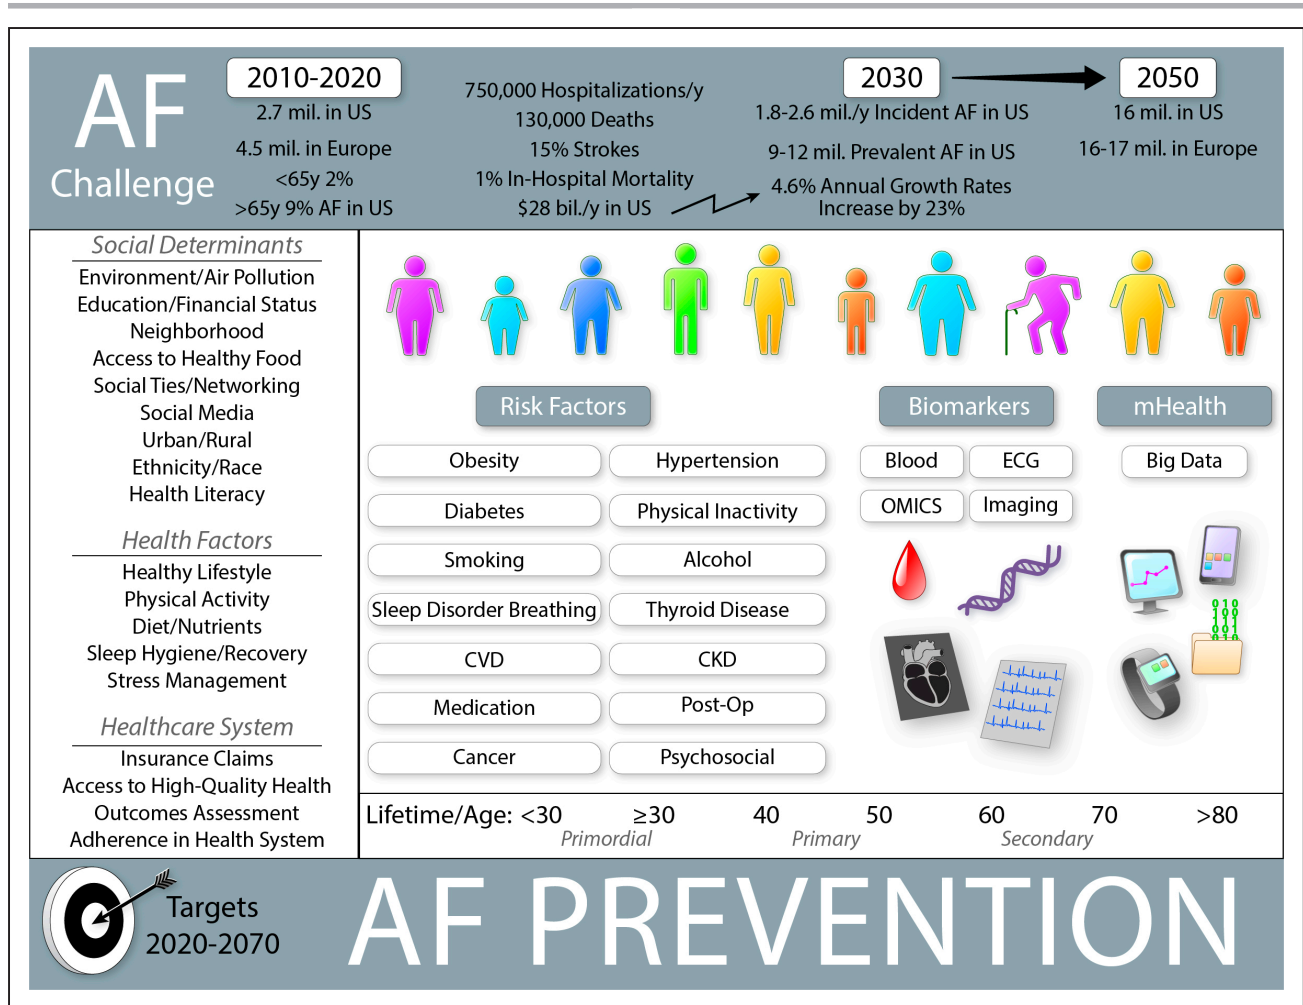 AF
Challenge
2010-2020
2.7 mil. in US
4.5 mil. in Europe
<65y 2%
>65y 9% AF in US
750,000 Hospitalizations/y
130,000 Deaths
15% Strokes
1% In-Hospital Mortality
$28 bil./y in US
2030
1.8-2.6 mil./y Incident AF in US
9-12 mil. Prevalent AF in US
4.6% Annual Growth Rates
Increase by 23%
2050
16 mil. in US
16-17 mil. in Europe
Social Determinants
Environment/Air Pollution
Education/Financial Status
Neighborhood
Access to Healthy Food
Social Ties/Networking
Social Media
Urban/Rural
Ethnicity/Race
Health Literacy
Health Factors
Healthy Lifestyle
Physical Activity
Diet/Nutrients
Sleep Hygiene/Recovery
Stress Management
Healthcare System
Insurance Claims
Access to High-Quality Health
Outcomes Assessment
Adherence in Health System
Risk Factors
Obesity
Hypertension
Diabetes
Physical Inactivity
Smoking
Alcohol
Sleep Disorder Breathing
Thyroid Disease
CVD
CKD
Medication
Post-Op
Cancer
Psychosocial
Biomarkers
Blood
ECG
OMICS
Imaging
mHealth
Big Data
010
100
101
001
010
Lifetime/Age: <30 ≥30 40 50 60 70 >80
Primordial Primary Secondary
Targets
2020-2070
AF PREVENTION